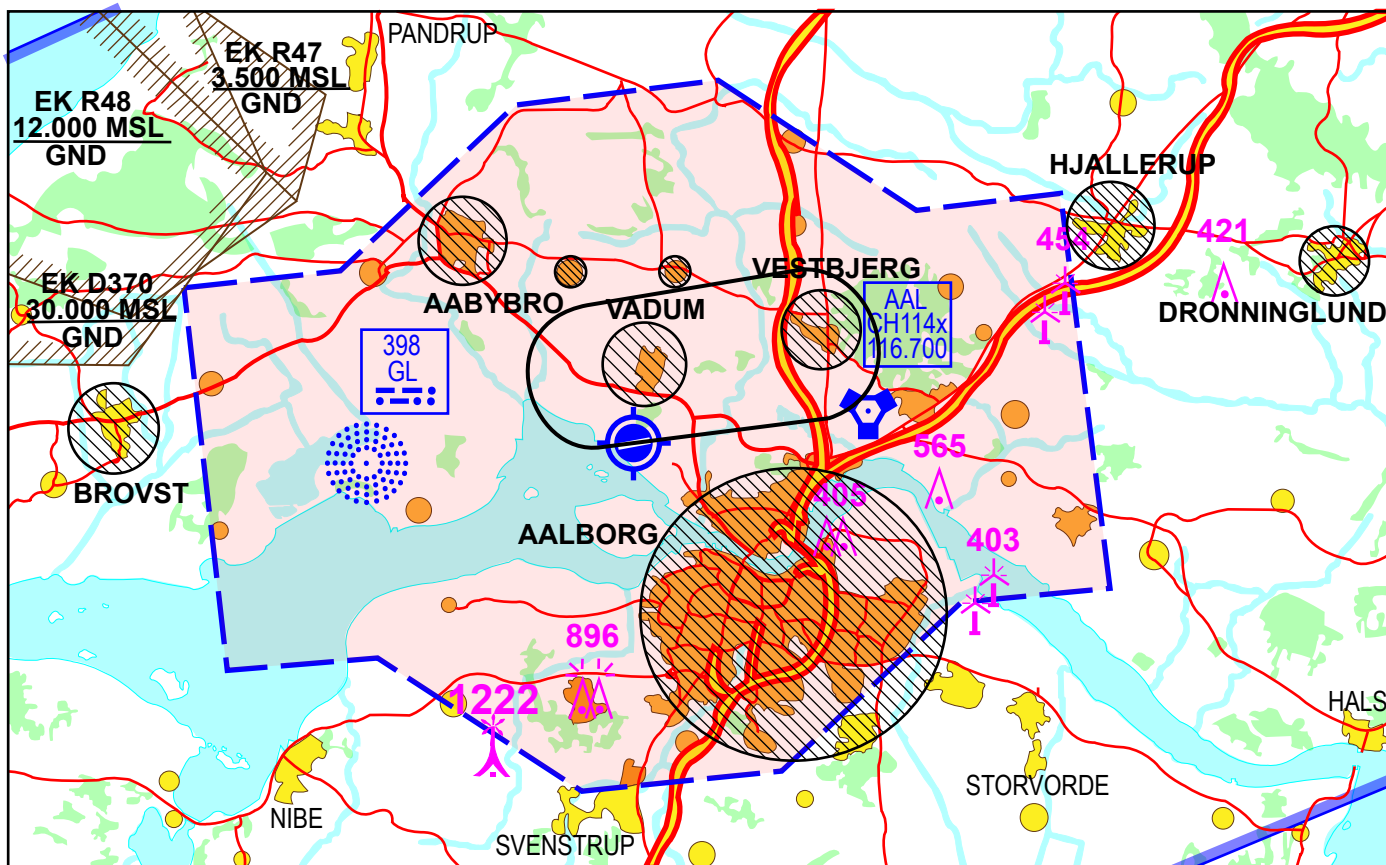 PANDRUP
EK R47
3.500 MSL
GND
EK R48
12.000 MSL
GND
HJALLERUP
454
421
EK D370
30.000 MSL
GND
AABYBRO
VADUM
VESTBJERG
AAL
CH114x
116.700
DRONNINGLUND
398
GL
BROVST
565
405
AALBORG
403
896
1222
HALS
STORVORDE
NIBE
SVENSTRUP